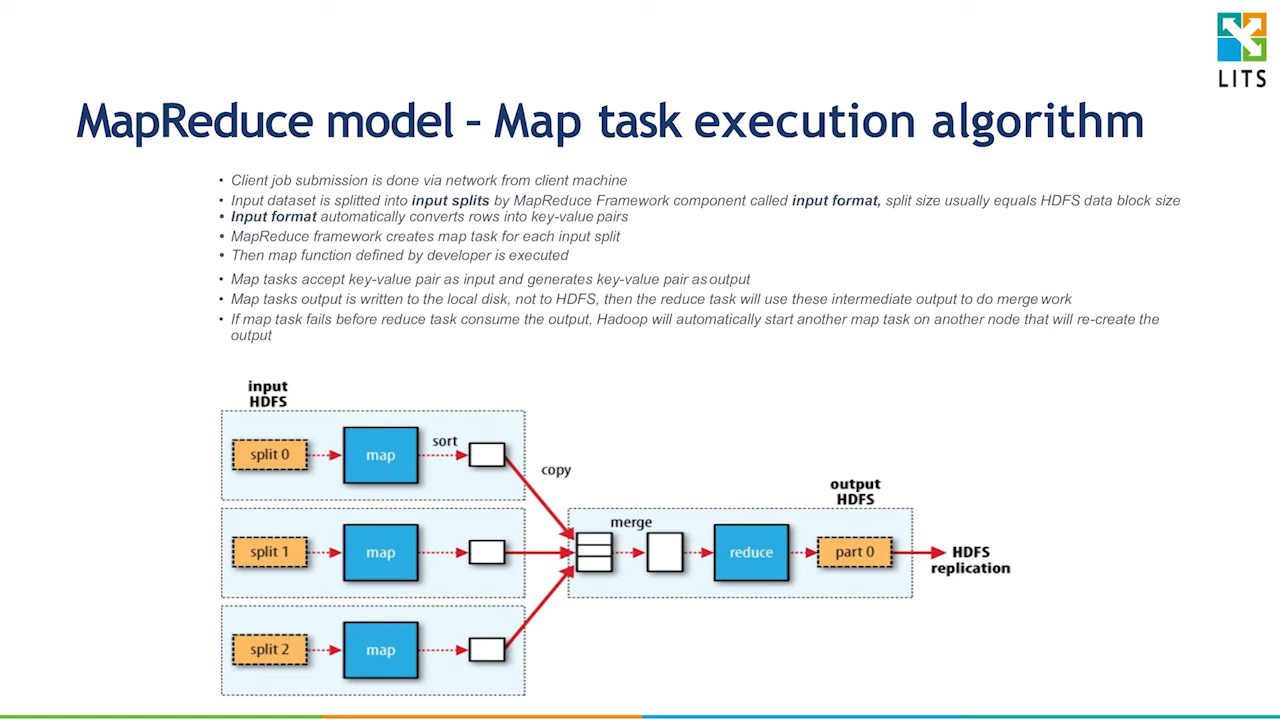 LITS
MapReduce model – Map task execution algorithm
• Client job submission is done via network from client machine
• Input dataset is splitted into input splits by MapReduce Framework component called input format, split size usually equals HDFS data block size
• Input format automatically converts rows into key-value pairs
• MapReduce framework creates map task for each input split
• Then map function defined by developer is executed
• Map tasks accept key-value pair as input and generates key-value pair as output
• Map tasks output is written to the local disk, not to HDFS, then the reduce task will use these intermediate output to do merge work
• If map task fails before reduce task consume the output, Hadoop will automatically start another map task on another node that will re-create the
output
input
HDFS
split 0
map
sort
copy
split 1
map
merge
reduce
output
HDFS
part 0
HDFS
replication
split 2
map